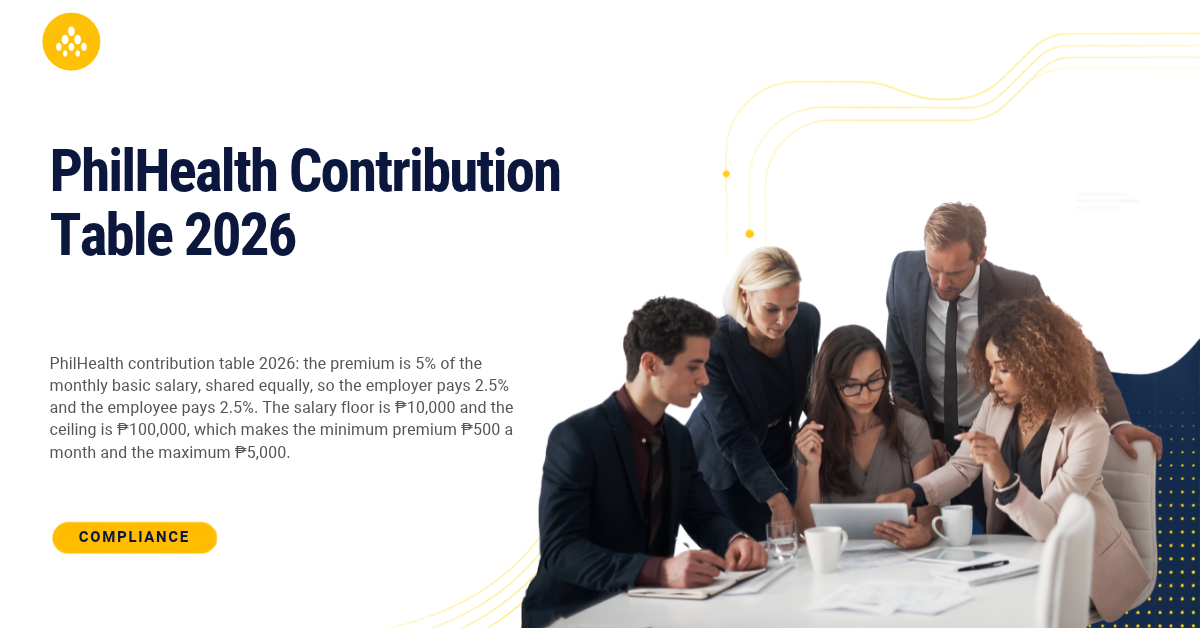 PhilHealth Contribution
Table 2026
PhilHealth contribution table 2026: the premium is 5% of the
monthly basic salary, shared equally, so the employer pays 2.5%
and the employee pays 2.5%. The salary floor is ₱10,000 and the
ceiling is ₱100,000, which makes the minimum premium ₱500 a
month and the maximum ₱5,000.
COMPLIANCE